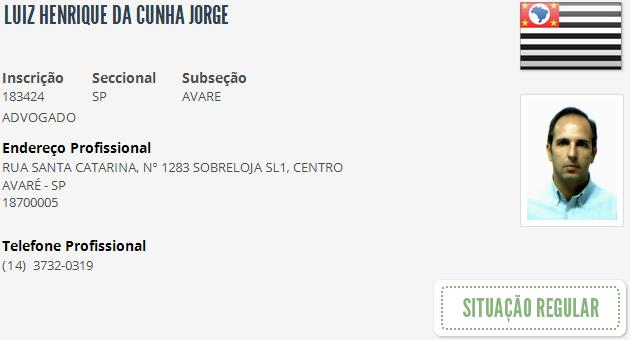 LUIZ HENRIQUE DA CUNHA JORGE
Inscrição Seccional Subseção
183424 SP AVARE
ADVOGADO
Endereço Profissional
RUA SANTA CATARINA, Nº 1283 SOBRELOJA SL1, CENTRO
AVARÉ - SP
18700005
Telefone Profissional
(14) 3732-0319
SITUAÇÃO REGULAR